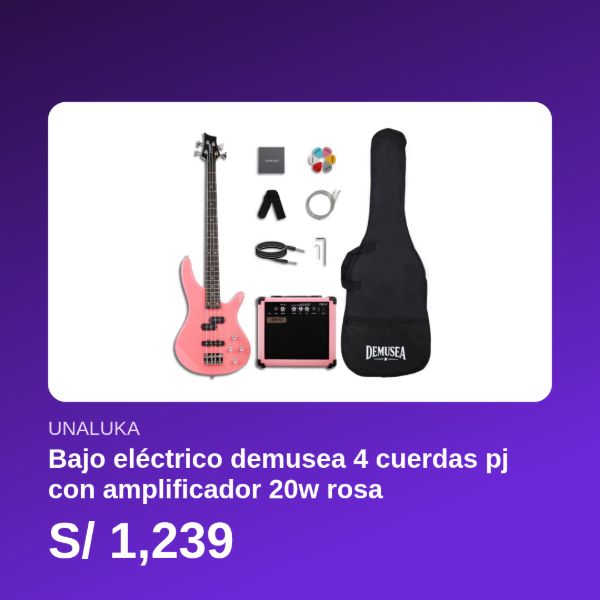 DEMUSEA
UNALUKA
Bajo eléctrico demusea 4 cuerdas pj
con amplificador 20w rosa
S/ 1,239